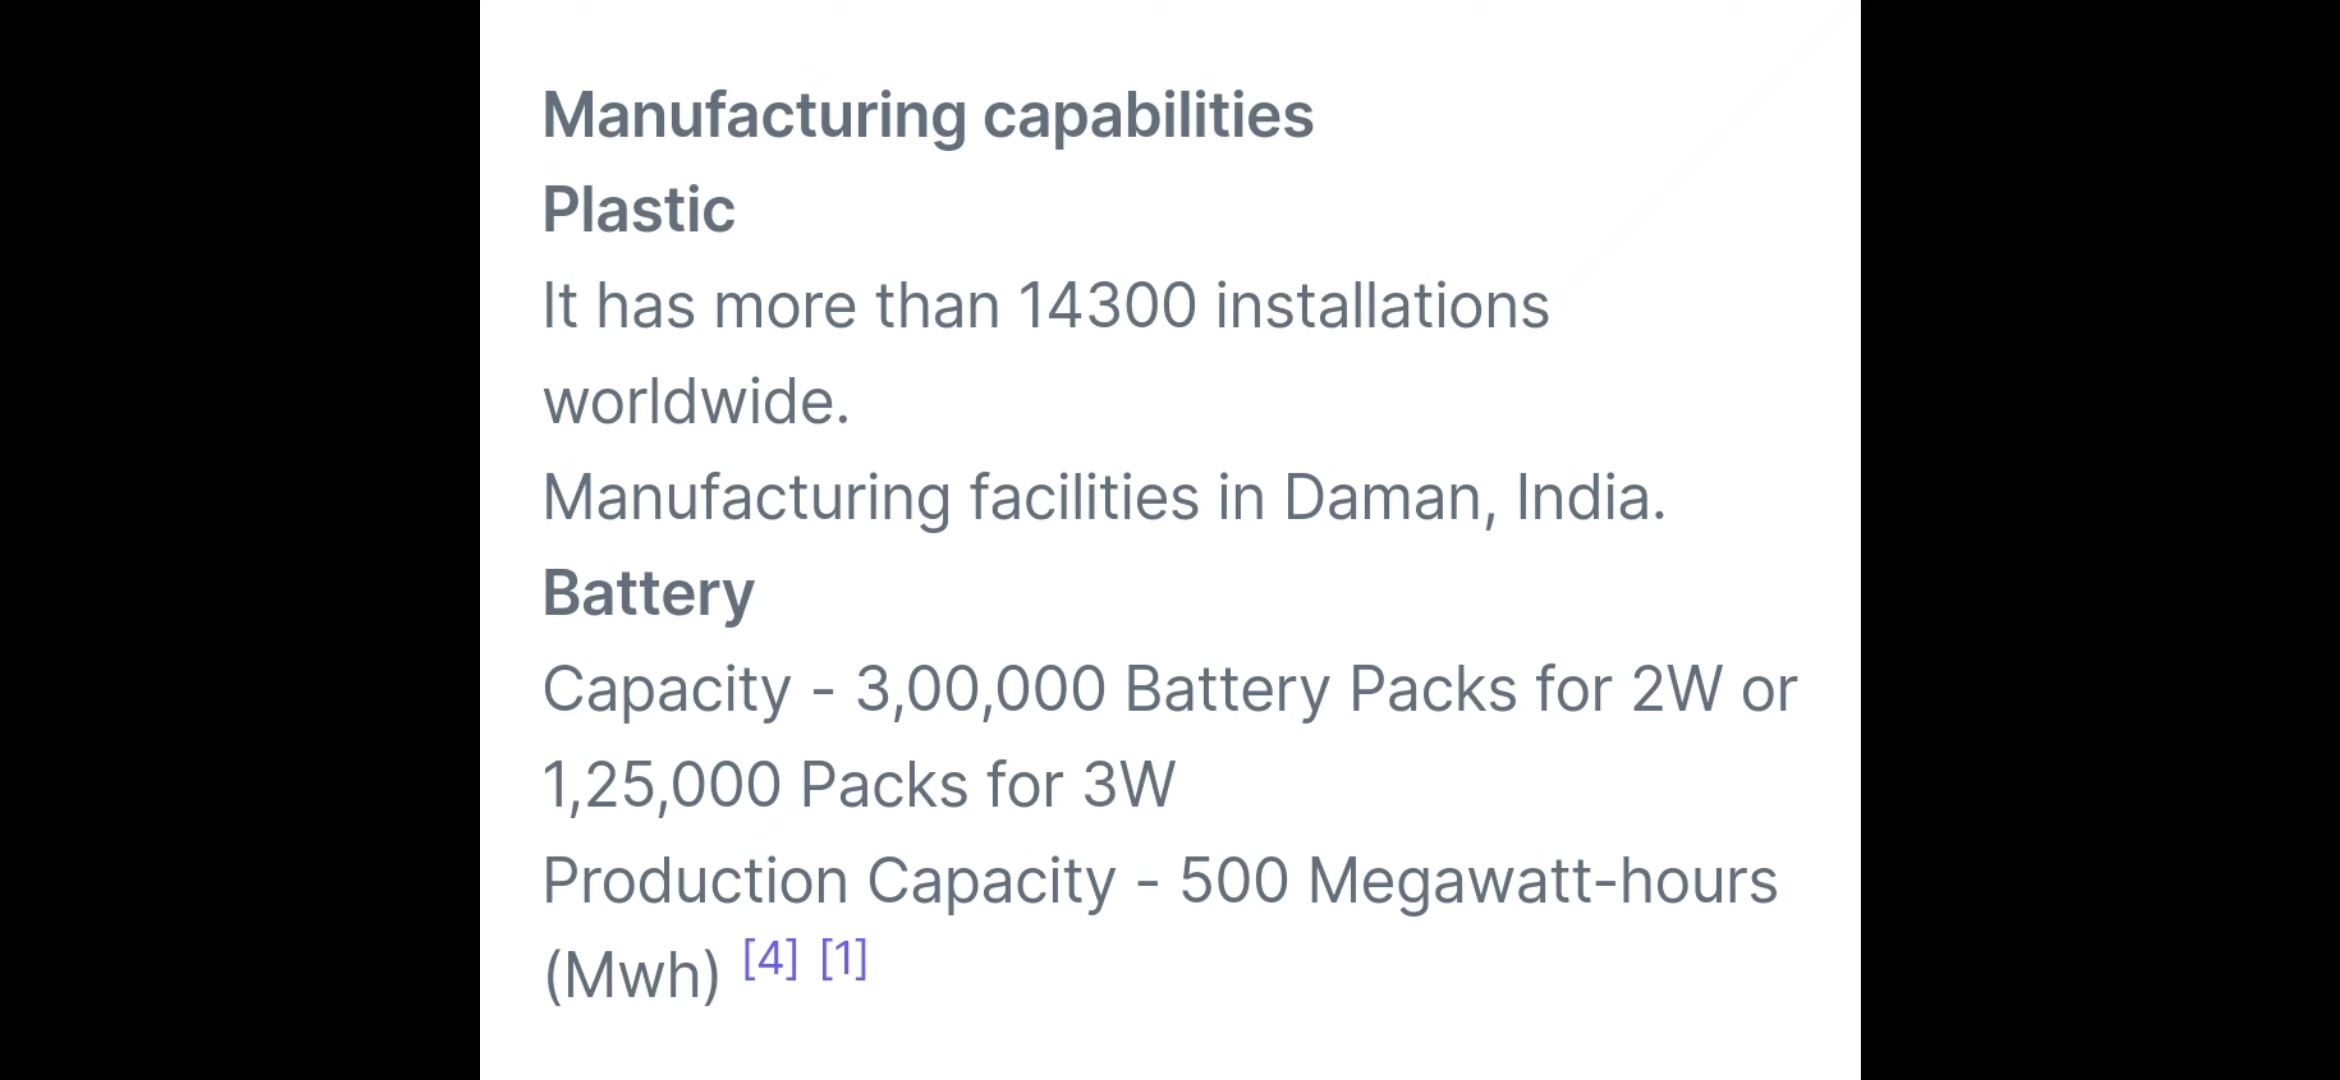 Manufacturing capabilities
Plastic
It has more than 14300 installations
worldwide.
Manufacturing facilities in Daman, India.
Battery
Capacity - 3,00,000 Battery Packs for 2W or
1,25,000 Packs for 3W
Production Capacity - 500 Megawatt-hours
(Mwh) [4] [1]